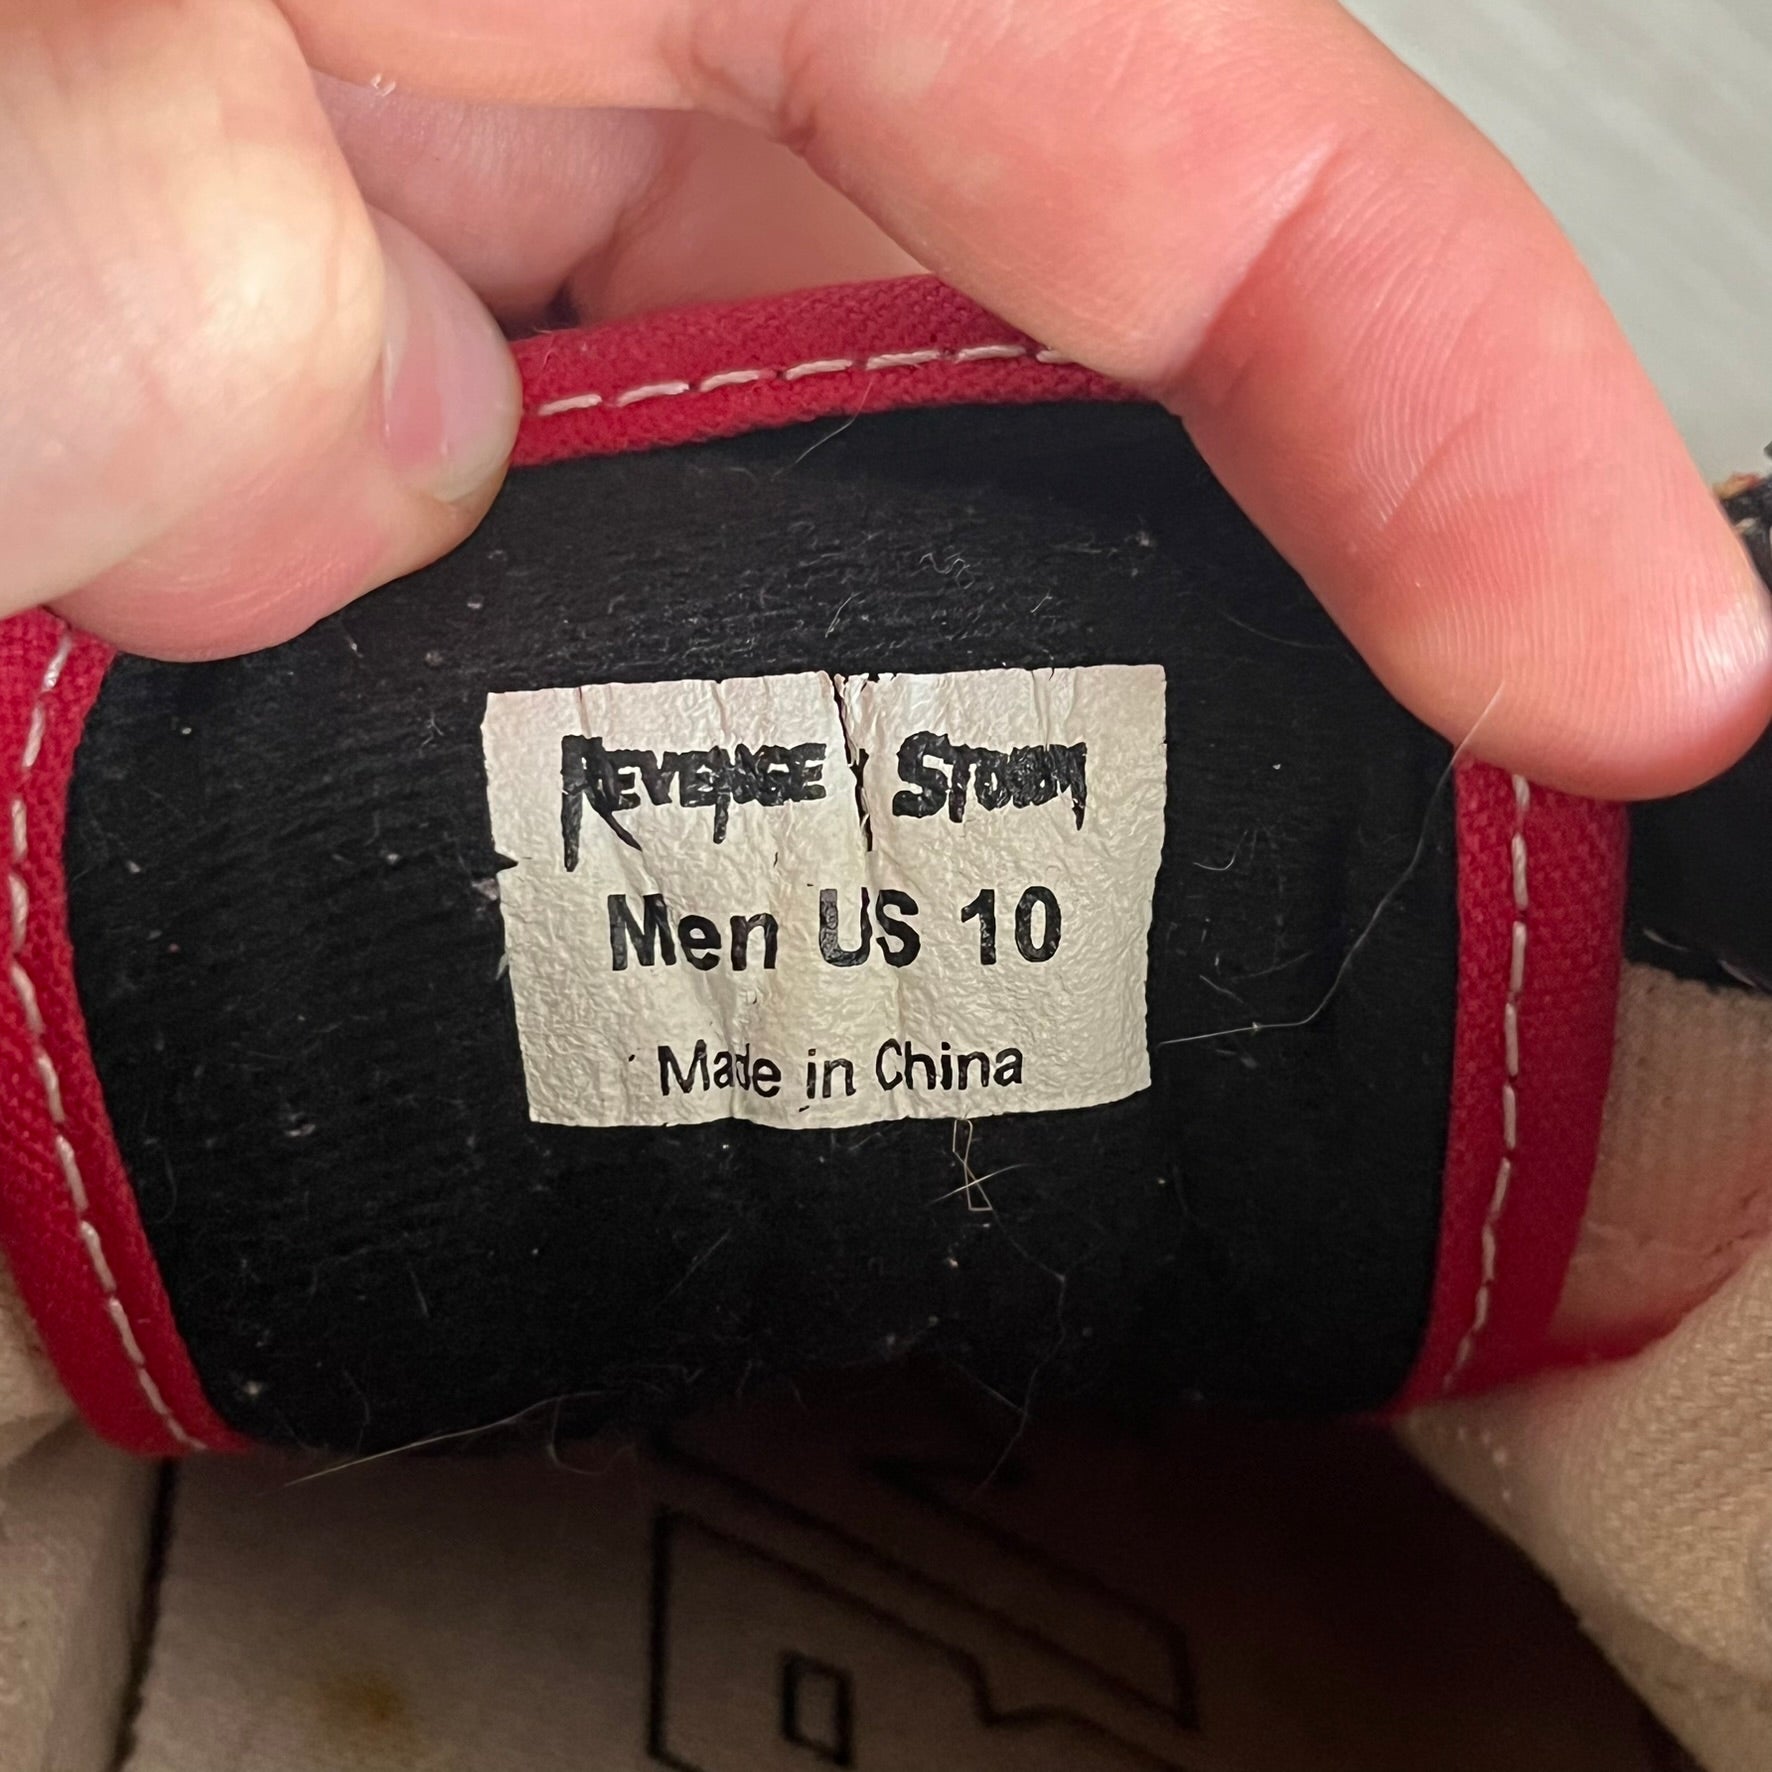 REVENGE X STORM
Men US 10
Made in China